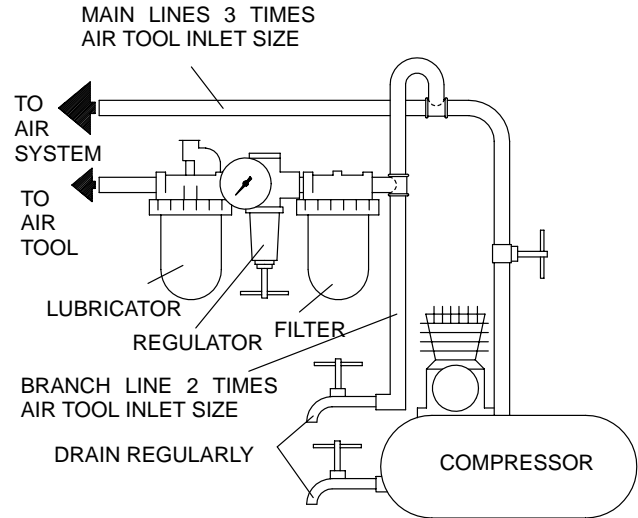 MAIN LINES 3 TIMES
AIR TOOL INLET SIZE
TO
AIR
SYSTEM
TO
AIR
TOOL
LUBRICATOR
REGULATOR
FILTER
BRANCH LINE 2 TIMES
AIR TOOL INLET SIZE
DRAIN REGULARLY
COMPRESSOR